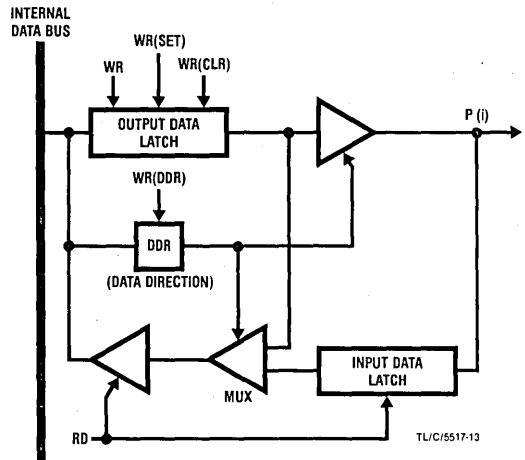 INTERNAL
DATA BUS
WR(SET)
WR
WR(CLR)
OUTPUT DATA
LATCH
P (i)
WR(DDR)
DDR
(DATA DIRECTION)
MUX
INPUT DATA
LATCH
RD
TL/C/5517-13